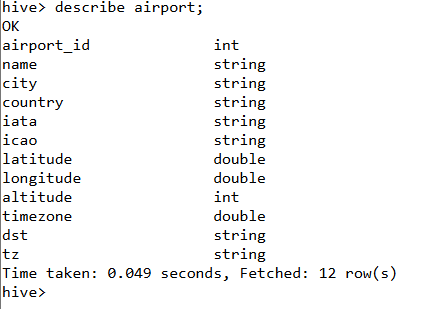 hive> describe airport;
OK
airport_id              int
name                    string
city                    string
country                 string
iata                    string
icao                    string
latitude                double
longitude               double
altitude                int
timezone                double
dst                     string
tz                      string
Time taken: 0.049 seconds, Fetched: 12 row(s)
hive>